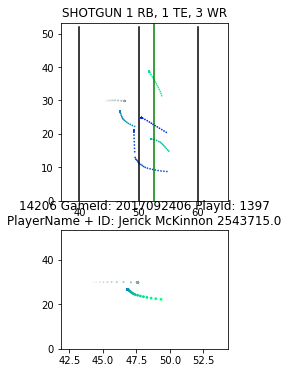 SHOTGUN 1 RB, 1 TE, 3 WR
50
40
30
20
10
0
40 50 60
14206 GameId: 2017092406 PlayId: 1397
PlayerName + ID: Jerick McKinnon 2543715.0
40
20
0
42.5 45.0 47.5 50.0 52.5